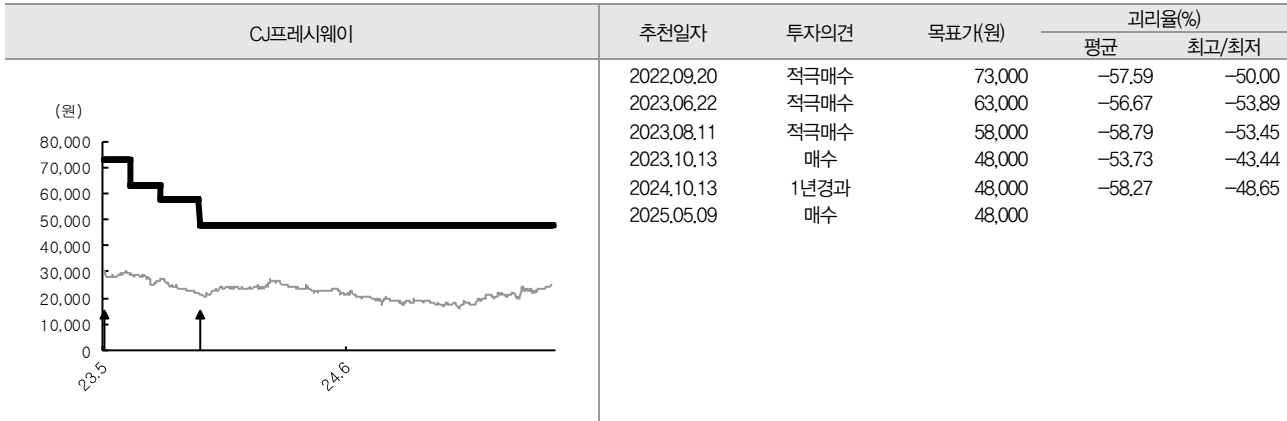 CJ프레시웨이
추천일자 투자의견 목표가(원) 괴리율(%)
평균 최고/최저
2022.09.20 적극매수 73,000 −57.59 −50.00
2023.06.22 적극매수 63,000 −56.67 −53.89
2023.08.11 적극매수 58,000 −58.79 −53.45
2023.10.13 매수 48,000 −53.73 −43.44
2024.10.13 1년경과 48,000 −58.27 −48.65
2025.05.09 매수 48,000
(원)
80,000
70,000
60,000
50,000
40,000
30,000
20,000
10,000
0
23.5 24.6